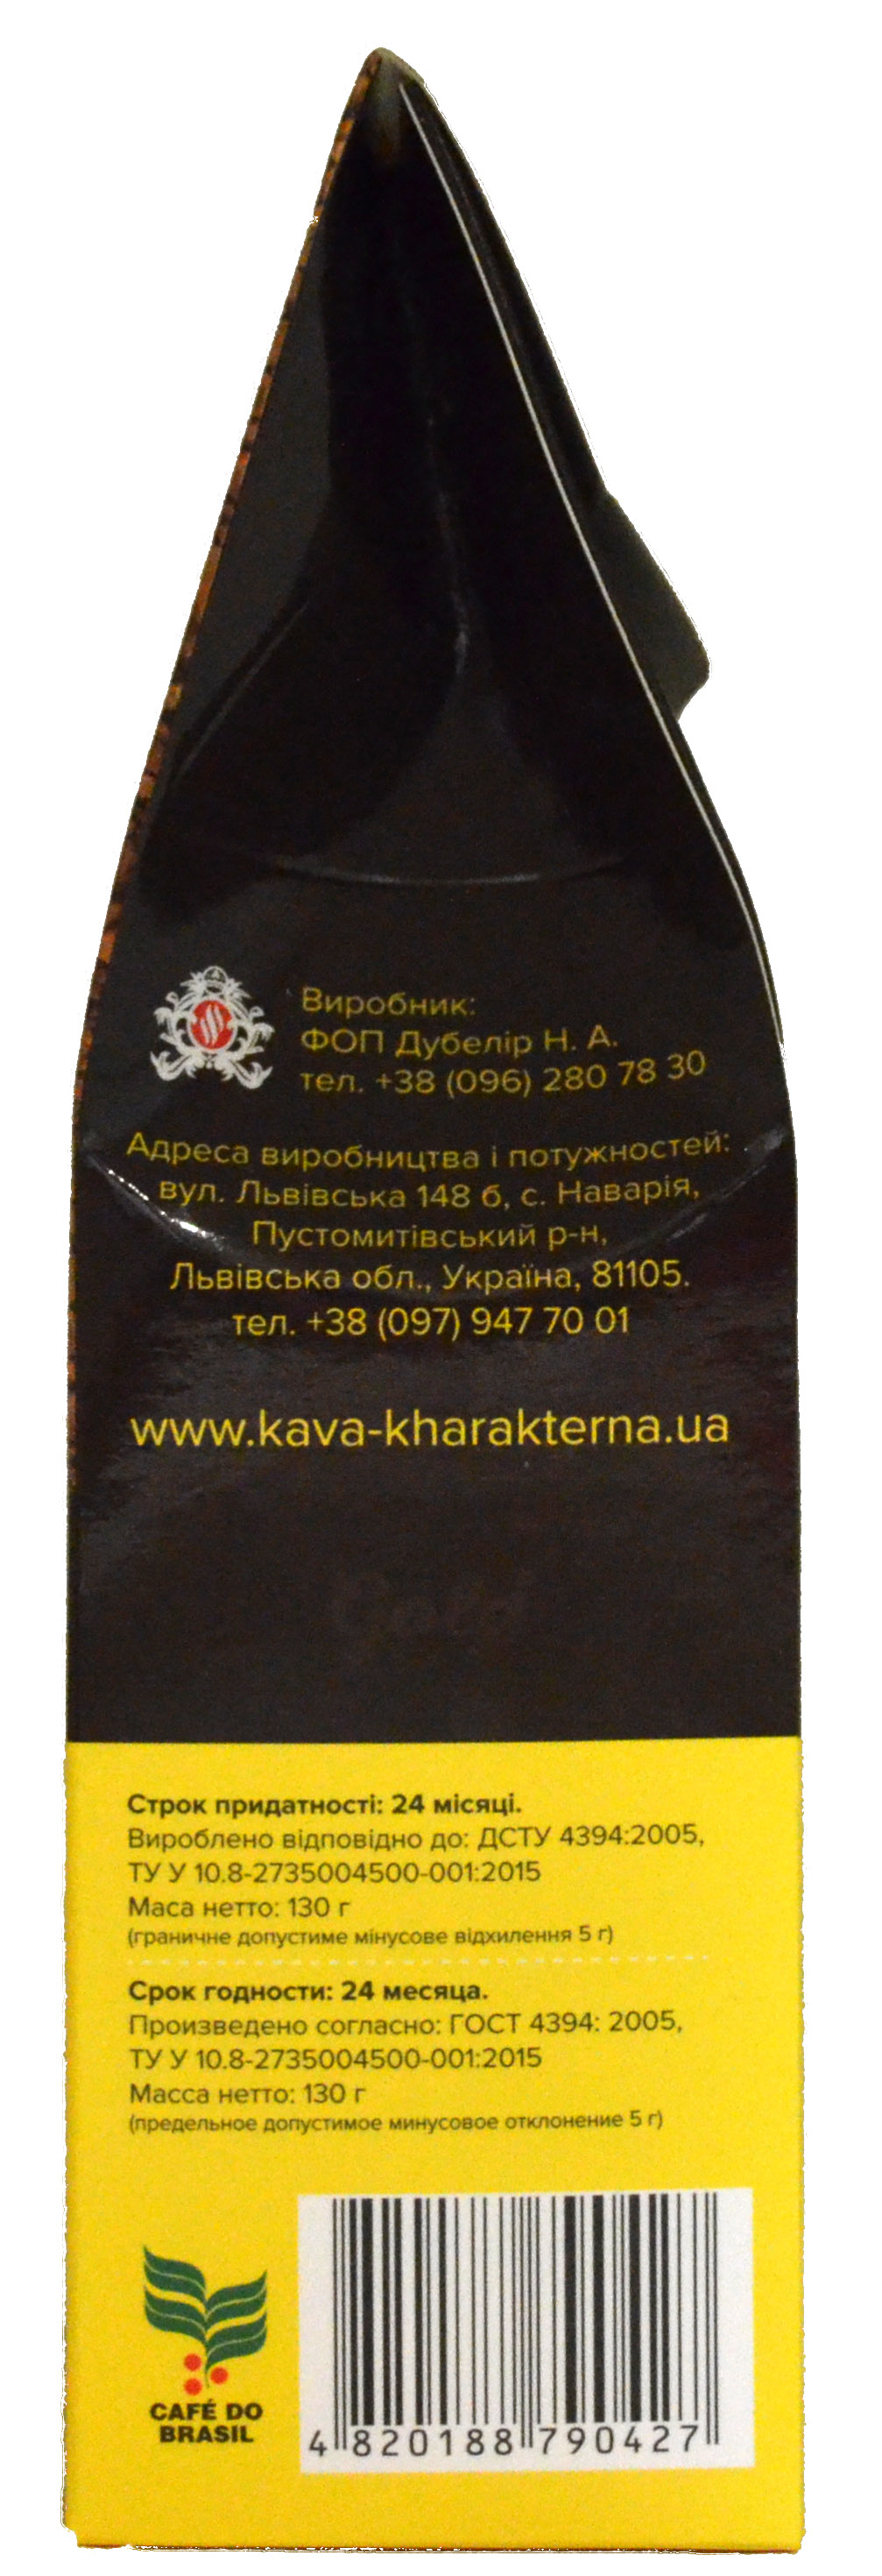 Виробник:
ФОП Дубелір Н. А.
тел. +38 (096) 280 78 30
Адреса виробництва і потужностей:
вул. Львівська 148 б, с. Наварія,
Пустомитівський р-н,
Львівська обл., Україна, 81105.
тел. +38 (097) 947 70 01
www.kava-kharakterna.ua
Строк придатності: 24 місяці.
Вироблено відповідно до: ДСТУ 4394:2005,
ТУ У 10.8-2735004500-001:2015
Маса нетто: 130 г
(граничне допустиме мінусове відхилення 5 г)
Срок годности: 24 месяца.
Произведено согласно: ГОСТ 4394: 2005,
ТУ У 10.8-2735004500-001:2015
Масса нетто: 130 г
(предельное допустимое минусовое отклонение 5 г)
CAFÉ DO
BRASIL
4 820188 790427